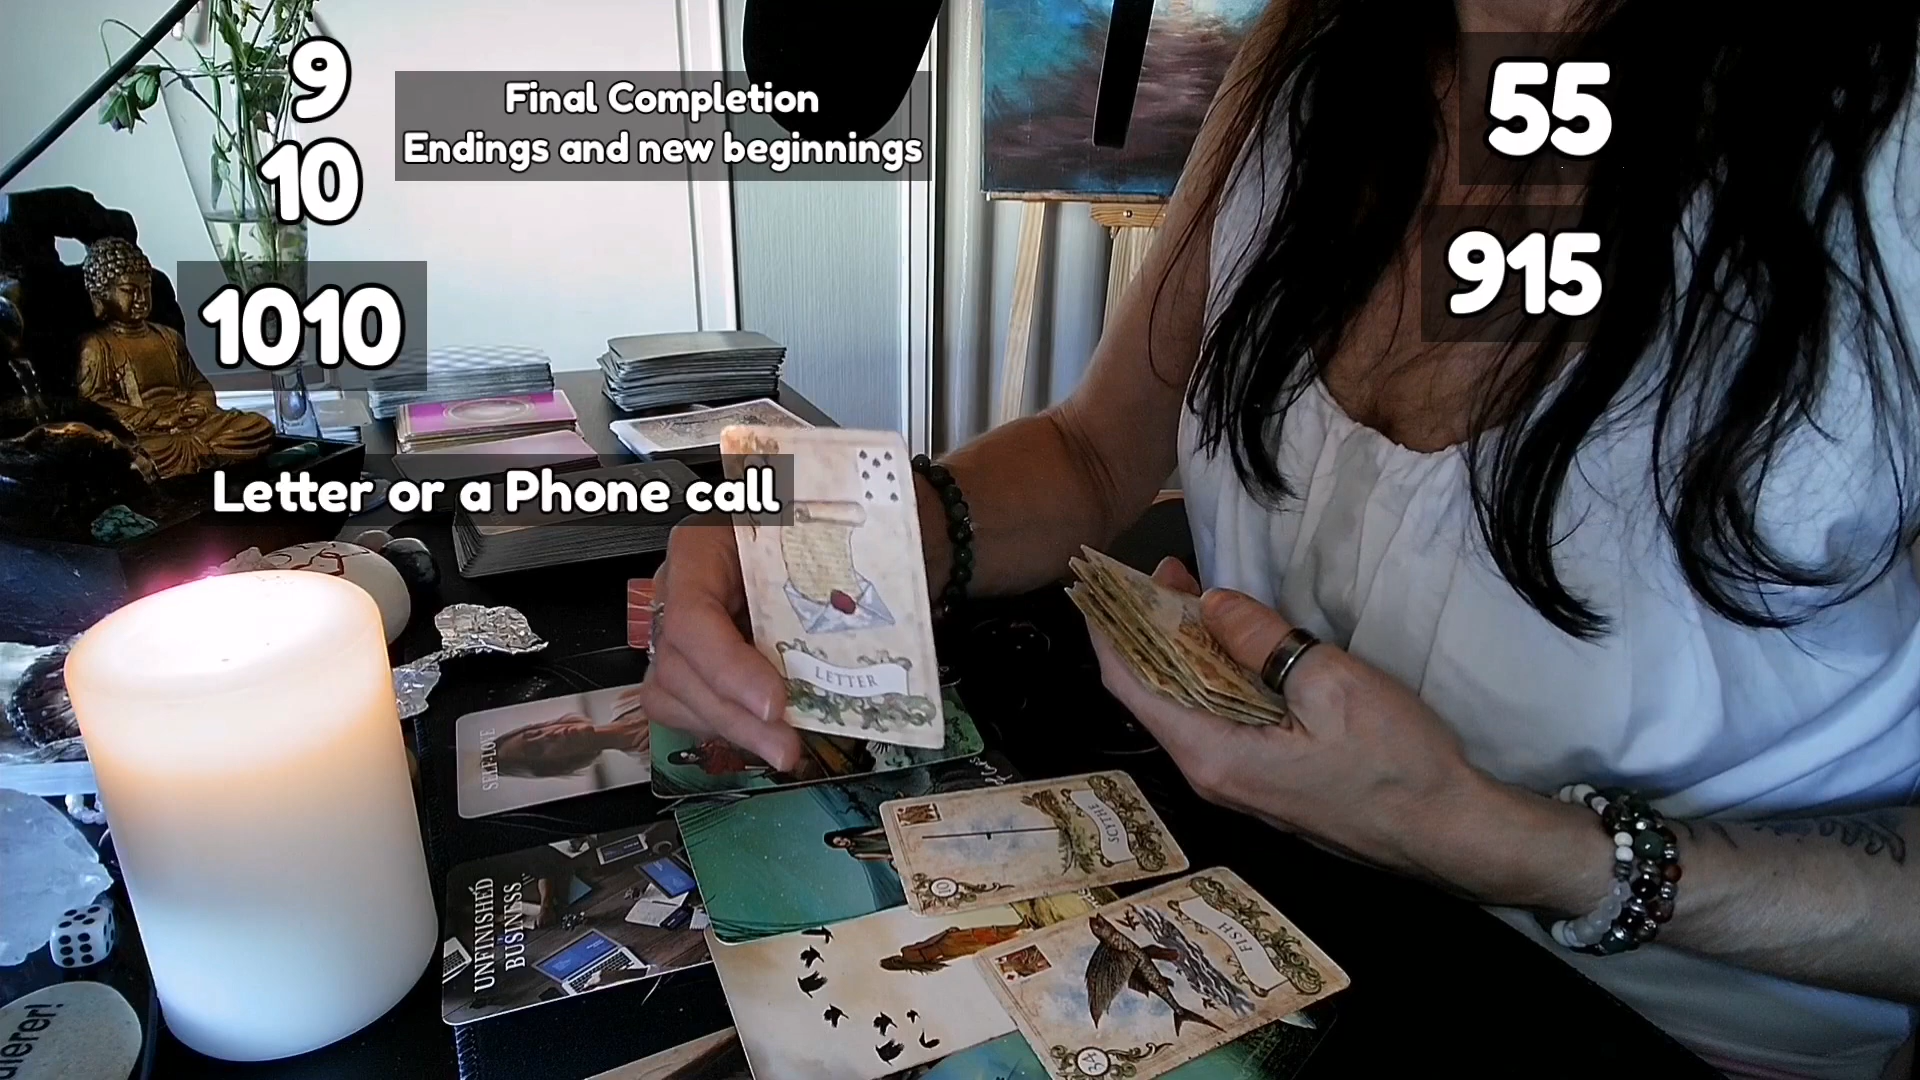 9
10
Final Completion
Endings and new beginnings
55
915
1010
Letter or a Phone call
LETTER
SELF-LOVE
SCYTHE
10
UNFINISHED
BUSINESS
FISH
34